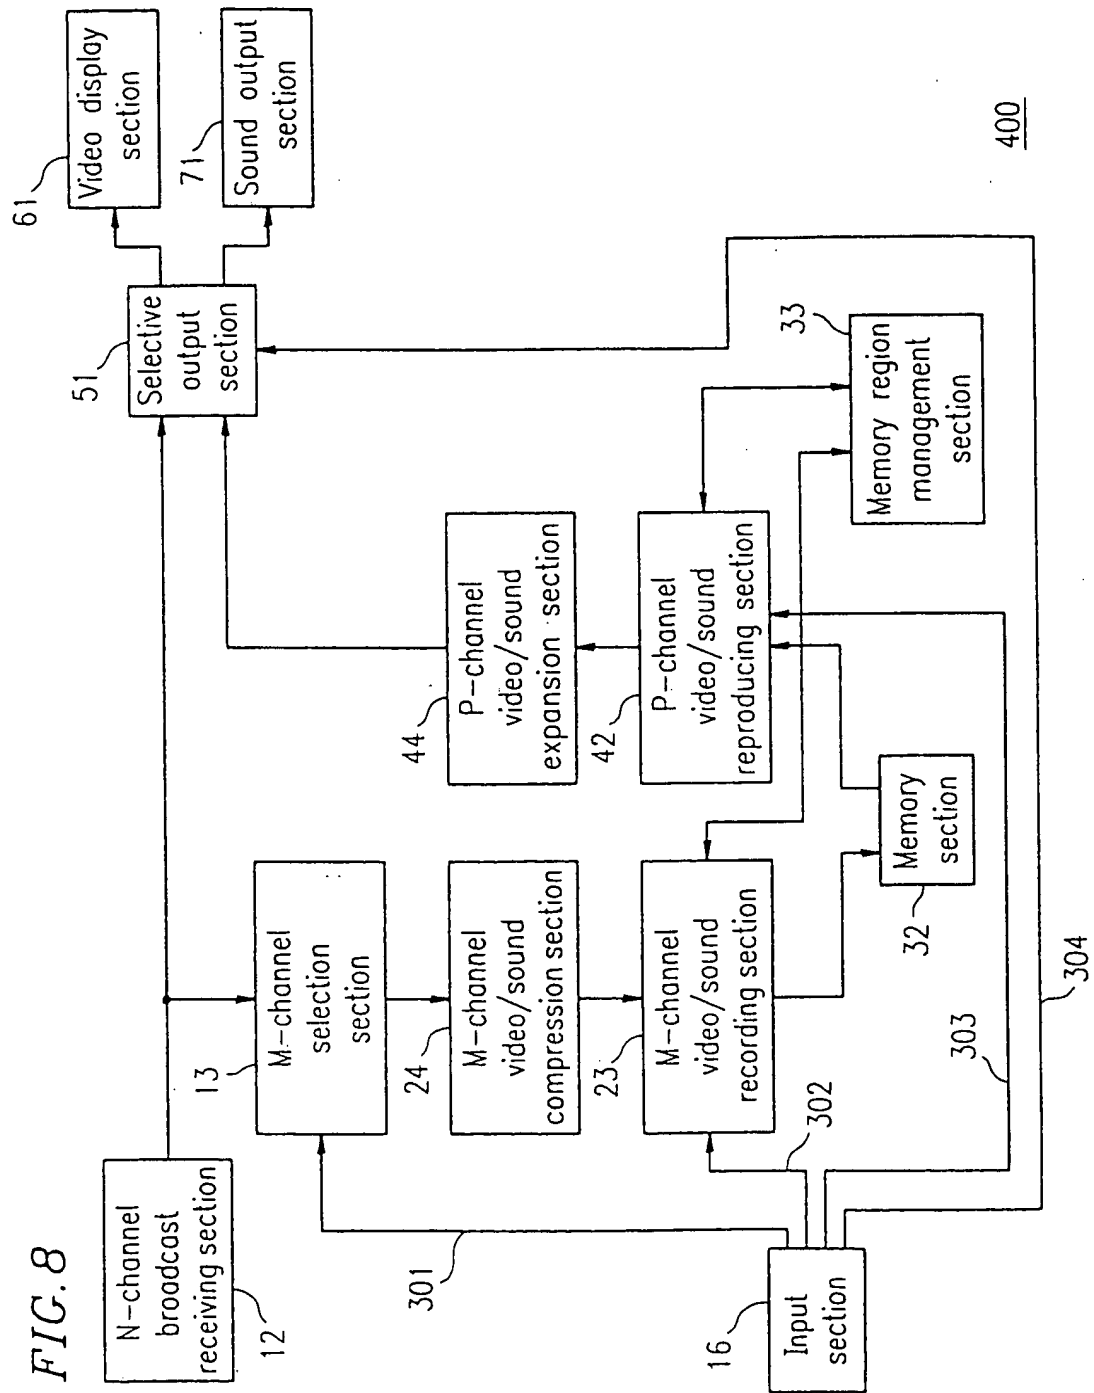 FIG.8
N-channel
broadcast
receiving section
12
M-channel
selection
section
13
M-channel
video/sound
compression section
24
M-channel
video/sound
recording section
23
Input
section
16
301
302
303
304
Memory
section
32
P-channel
video/sound
expansion section
44
P-channel
video/sound
reproducing section
42
Memory region
management
section
33
Selective
output
section
51
Video display
section
61
Sound output
section
71
400